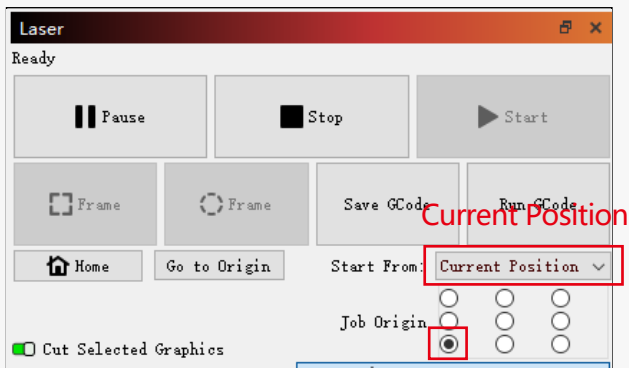 Laser
Ready
Pause
Stop
Start
Frame
Frame
Save GCode
Run GCode
Current Position
Home
Go to Origin
Start From:
Current Position
Job Origin
Cut Selected Graphics